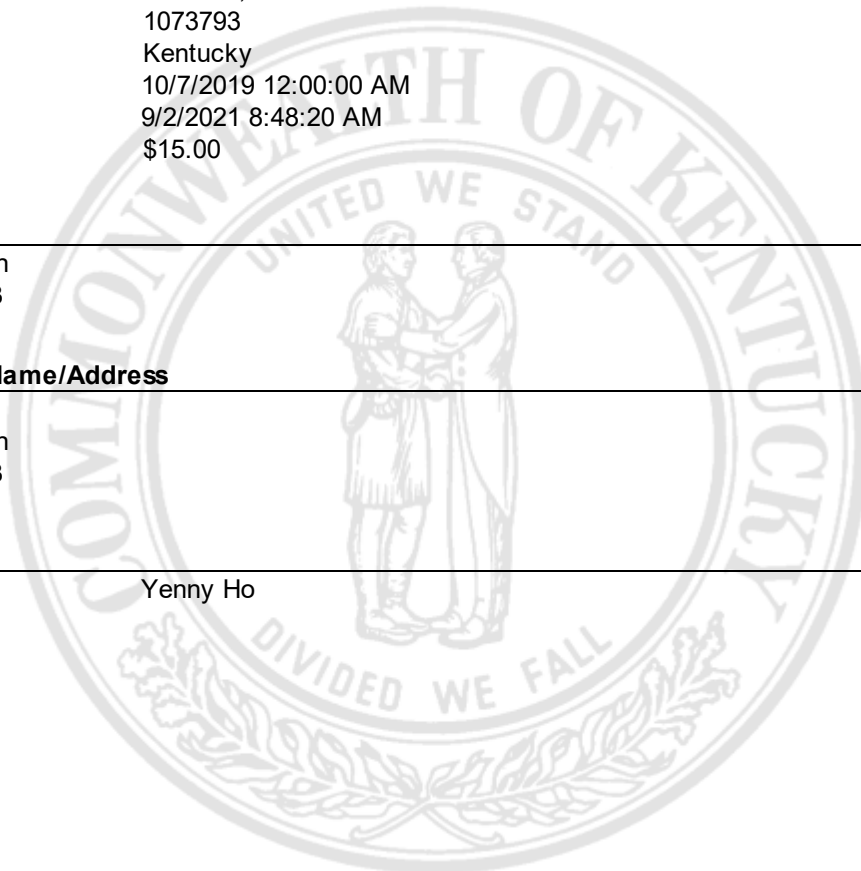 1073793
Kentucky
10/7/2019 12:00:00 AM
9/2/2021 8:48:20 AM
$15.00
COMMONWEALTH OF KENTUCKY
UNITED WE STAND
Name/Address
Yenny Ho
DIVIDED WE FALL